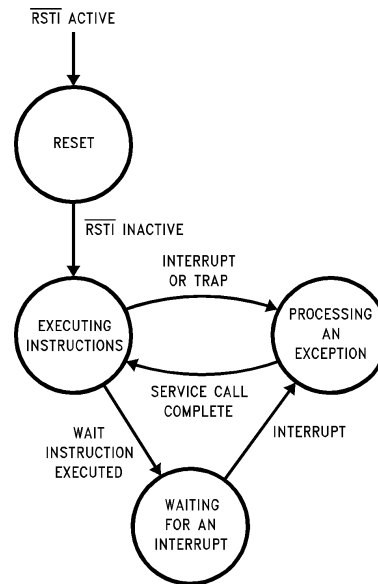 RSTI ACTIVE
RESET
RSTI INACTIVE
INTERRUPT
OR TRAP
EXECUTING
INSTRUCTIONS
PROCESSING
AN
EXCEPTION
SERVICE CALL
COMPLETE
WAIT
INSTRUCTION
EXECUTED
INTERRUPT
WAITING
FOR AN
INTERRUPT